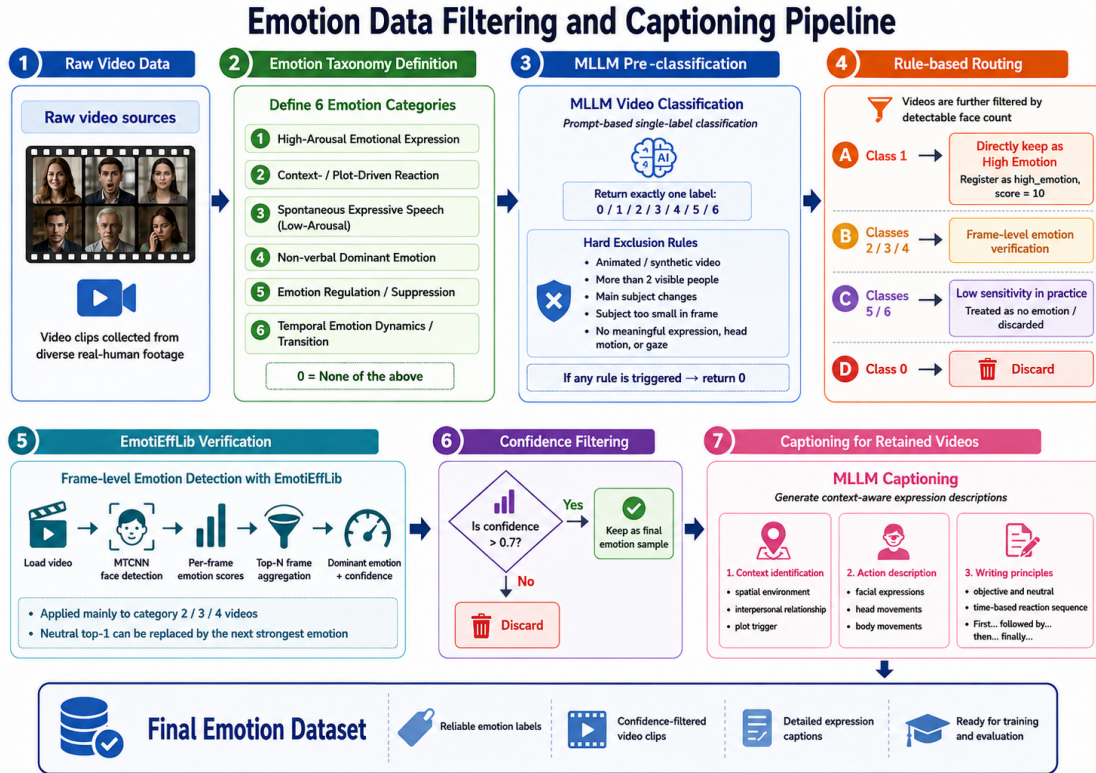 Emotion Data Filtering and Captioning Pipeline
1 Raw Video Data
Raw video sources
Video clips collected from
diverse real-human footage
2 Emotion Taxonomy Definition
Define 6 Emotion Categories
1 High-Arousal Emotional Expression
2 Context- / Plot-Driven Reaction
3 Spontaneous Expressive Speech
(Low-Arousal)
4 Non-verbal Dominant Emotion
5 Emotion Regulation / Suppression
6 Temporal Emotion Dynamics /
Transition
0 = None of the above
3 MLLM Pre-classification
MLLM Video Classification
Prompt-based single-label classification
AI
Return exactly one label:
0 / 1 / 2 / 3 / 4 / 5 / 6
Hard Exclusion Rules
• Animated / synthetic video
• More than 2 visible people
• Main subject changes
• Subject too small in frame
• No meaningful expression, head
motion, or gaze
If any rule is triggered → return 0
4 Rule-based Routing
Videos are further filtered by
detectable face count
A Class 1 →
Directly keep as
High Emotion
Register as high_emotion,
score = 10
B Classes
2 / 3 / 4 →
Frame-level emotion
verification
C Classes
5 / 6 →
Low sensitivity in practice
Treated as no emotion /
discarded
D Class 0 → Discard
5 EmotiEffLib Verification
Frame-level Emotion Detection with EmotiEffLib
Load video
MTCNN
face detection
Per-frame
emotion scores
Top-N frame
aggregation
Dominant emotion
+ confidence
• Applied mainly to category 2 / 3 / 4 videos
• Neutral top-1 can be replaced by the next strongest emotion
6 Confidence Filtering
Is confidence
> 0.7?
Yes
Keep as final
emotion sample
No
Discard
7 Captioning for Retained Videos
MLLM Captioning
Generate context-aware expression descriptions
1. Context identification
• spatial environment
• interpersonal relationship
• plot trigger
2. Action description
• facial expressions
• head movements
• body movements
3. Writing principles
• objective and neutral
• time-based reaction sequence
• First... followed by...
then... finally...
Final Emotion Dataset
Reliable emotion labels
Confidence-filtered
video clips
Detailed expression
captions
Ready for training
and evaluation